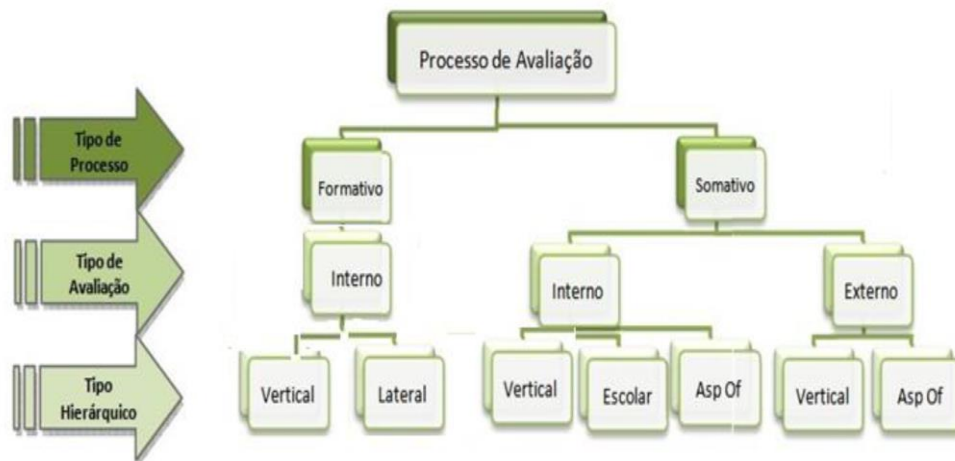 Processo de Avaliação
Tipo de
Processo
Formativo
Somativo
Tipo de
Avaliação
Interno
Interno
Externo
Tipo
Hierárquico
Vertical
Lateral
Vertical
Escolar
Asp Of
Vertical
Asp Of